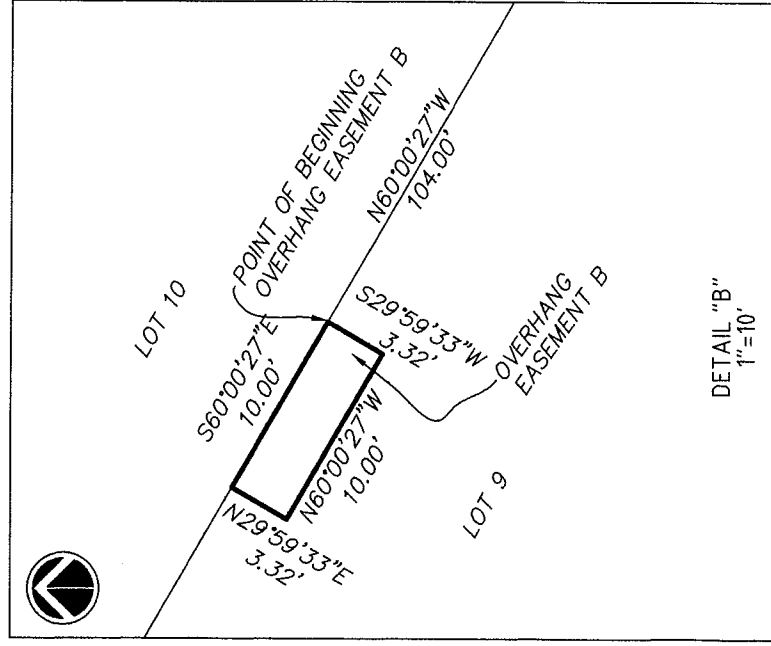 LOT 10
POINT OF BEGINNING
OVERHANG EASEMENT B
S60°00'27"E
10.00'
N60°00'27"W
104.00'
S29°59'33"W
3.32'
OVERHANG
EASEMENT B
N60°00'27"W
10.00'
N29°59'33"E
3.32'
LOT 9
DETAIL "B"
1"=10'